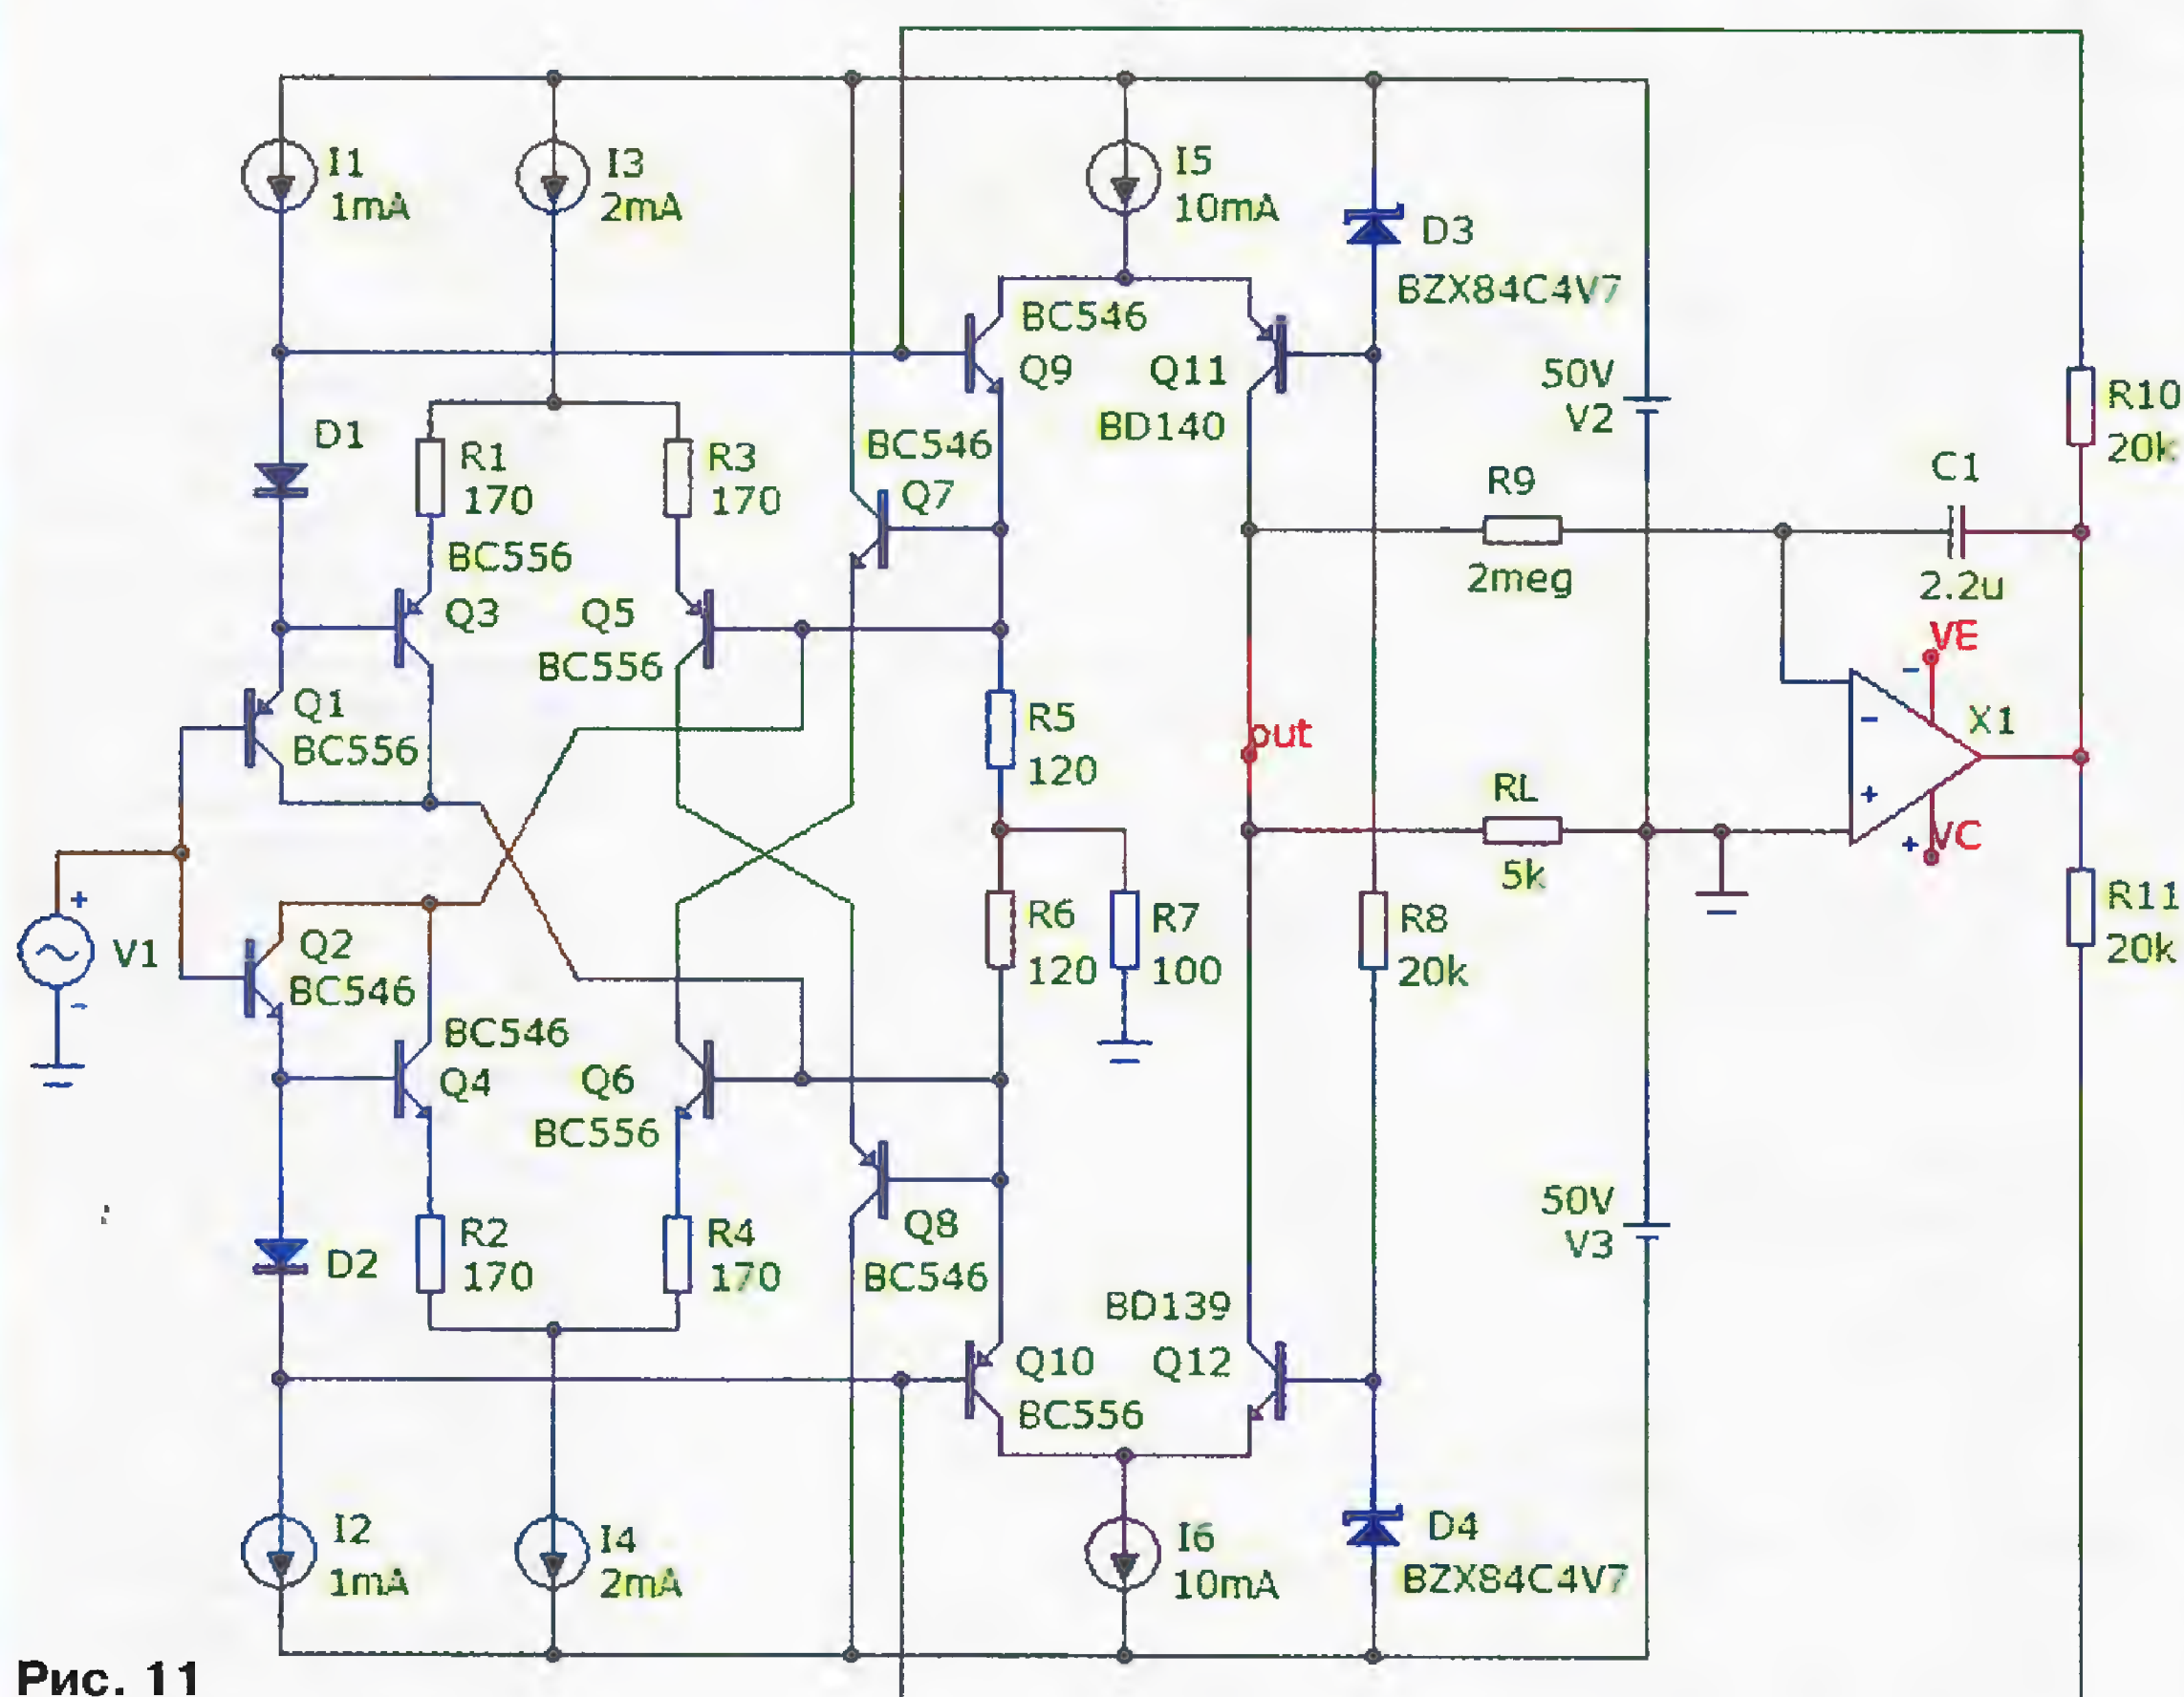 I1
1mA
I3
2mA
I5
10mA
D3
BZX84C4V7
BC546
Q9
Q11
BD140
50V
V2
R10
20k
D1
R1
170
R3
170
BC546
Q7
R9
2meg
C1
2.2u
BC556
Q3
Q5
BC556
VE
-
Q1
BC556
R5
120
out
RL
5k
-
+
X1
+
VC
+
V1
-
Q2
BC546
R6
120
R7
100
R8
20k
R11
20k
BC546
Q4
Q6
BC556
R2
170
R4
170
Q8
BC546
50V
V3
D2
BD139
Q10
BC556
Q12
I2
1mA
I4
2mA
I6
10mA
D4
BZX84C4V7
Рис. 11